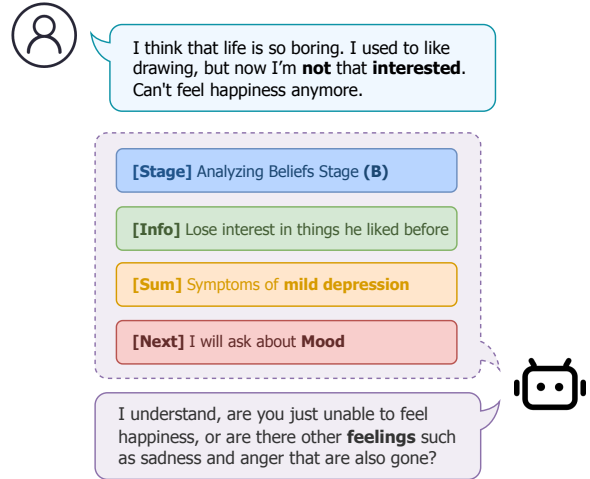 I think that life is so boring. I used to like
drawing, but now I'm not that interested.
Can't feel happiness anymore.
[Stage] Analyzing Beliefs Stage (B)
[Info] Lose interest in things he liked before
[Sum] Symptoms of mild depression
[Next] I will ask about Mood
I understand, are you just unable to feel
happiness, or are there other feelings such
as sadness and anger that are also gone?